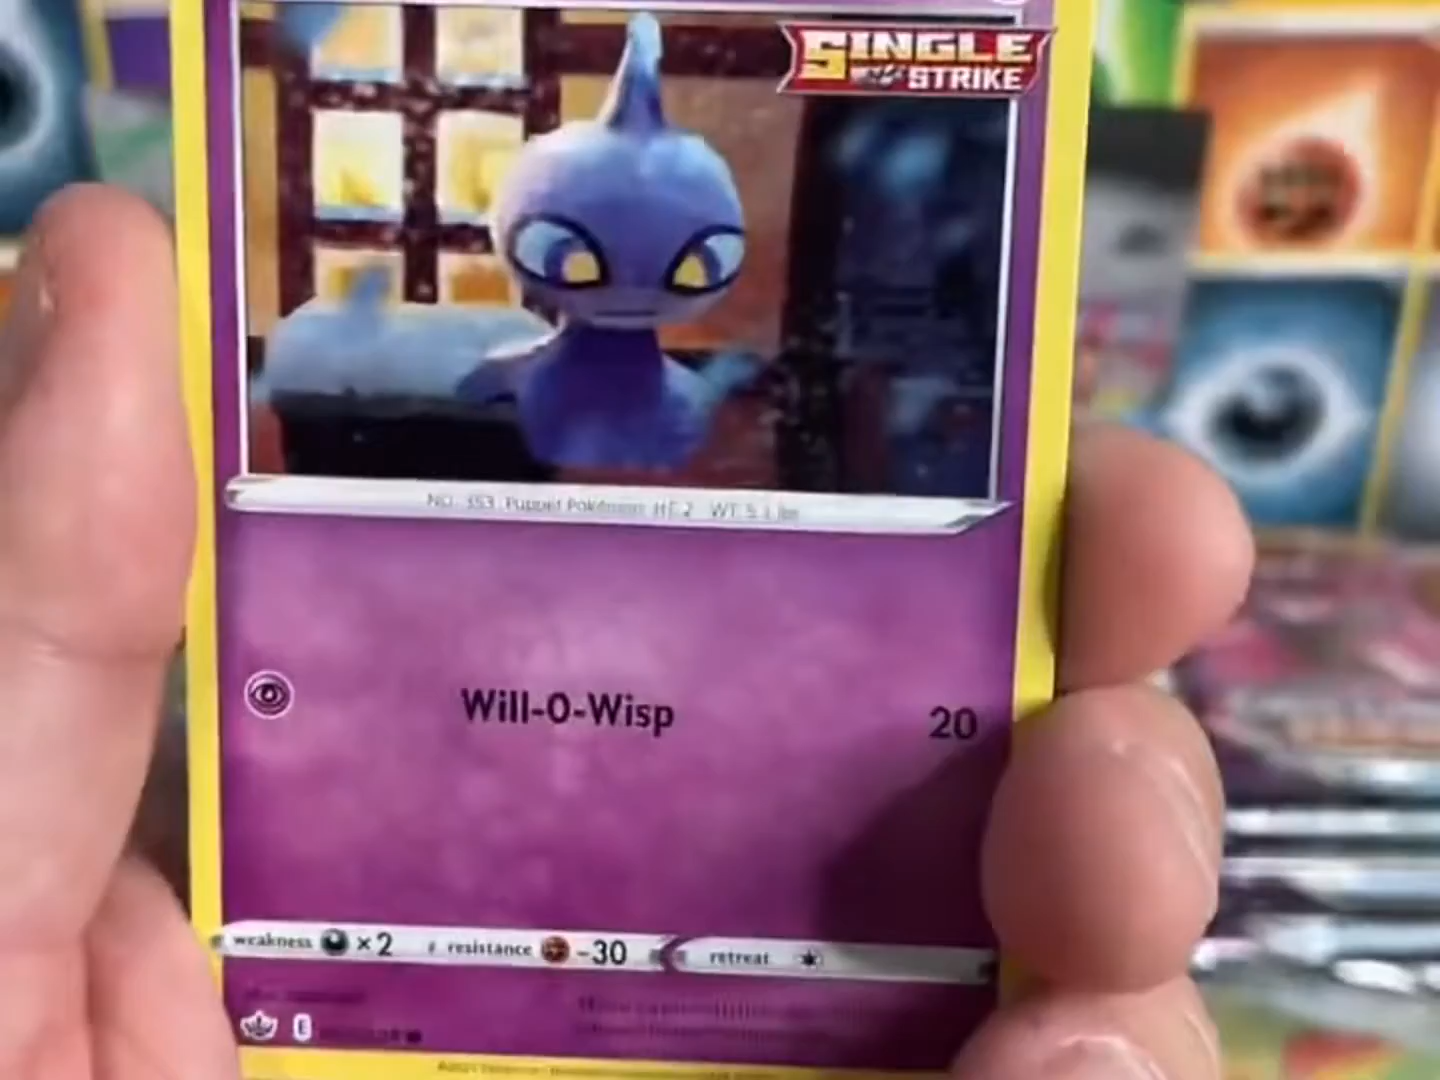 SINGLE
STRIKE
No. 353 Puppet Pokémon HT: 2 WT: 5.1 lbs
Will-O-Wisp
20
weakness ×2 resistance -30 retreat
E